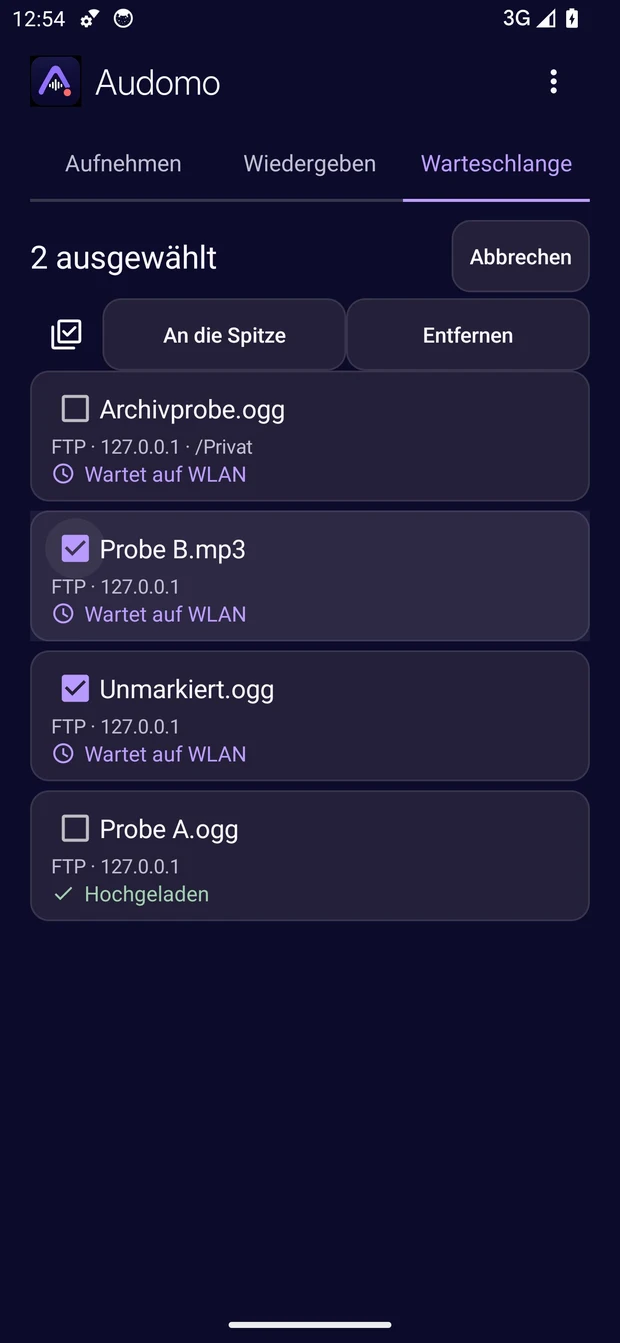 12:54
3G
Audomo
Aufnehmen
Wiedergeben
Warteschlange
2 ausgewählt
Abbrechen
An die Spitze
Entfernen
Archivprobe.ogg
FTP · 127.0.0.1 · /Privat
Wartet auf WLAN
Probe B.mp3
FTP · 127.0.0.1
Wartet auf WLAN
Unmarkiert.ogg
FTP · 127.0.0.1
Wartet auf WLAN
Probe A.ogg
FTP · 127.0.0.1
Hochgeladen